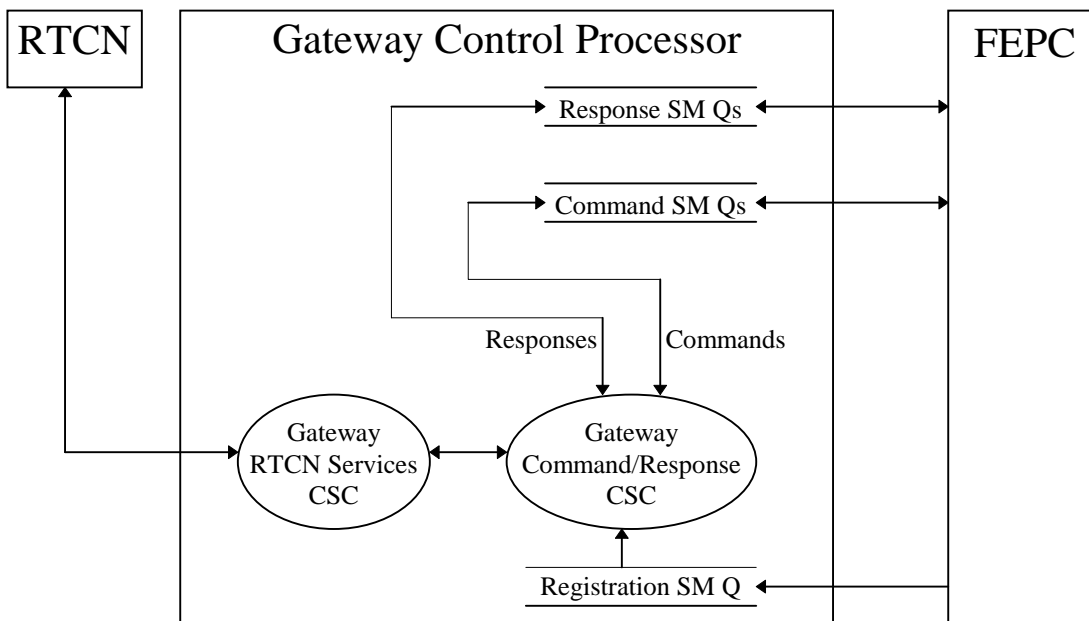 RTCN
Gateway Control Processor
FEPC
Response SM Qs
Command SM Qs
Responses
Commands
Gateway
RTCN Services
CSC
Gateway
Command/Response
CSC
Registration SM Q